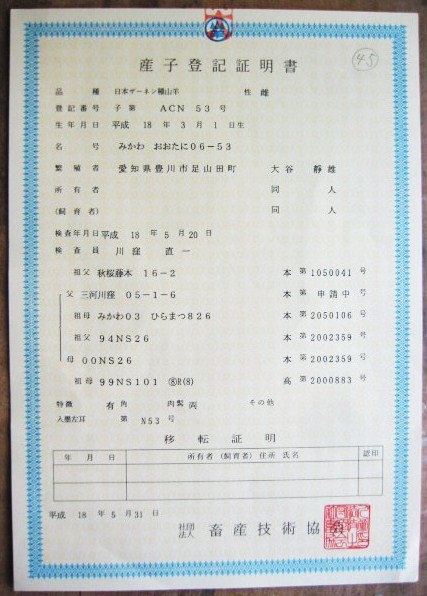 45
産子登記証明書
品種 日本ザーネン種山羊 性 雌
登記番号 子第 ACN 53 号
生年月日 平成 18 年 3 月 1 日生
名号 みかわ おおたに06-53
繁殖者 愛知県豊川市足山田町 大谷 静雄
所有者 同 人
(飼育者) 同 人
検査年月日 平成 18 年 5 月 20 日
検査員 川窪 直一
祖父 秋桜藤本 16-2 本 第 1050041 号
父 三河川窪 05-1-6 本 第 申請中 号
祖母 みかわ03 ひらまつ826 本 第 2050106 号
祖父 94NS26 本 第 2002359 号
母 00NS26 本 第 2002359 号
祖母 99NS101 ⑧R(8) 高 第 2000883 号
特徴 有 角 肉髯 両 その他
入墨左耳 第 N53 号
移転証明
年 月 日 所有者 (飼育者) 住所 氏名 認印
平成 18 年 5 月 31 日
社団法人 畜産技術協会